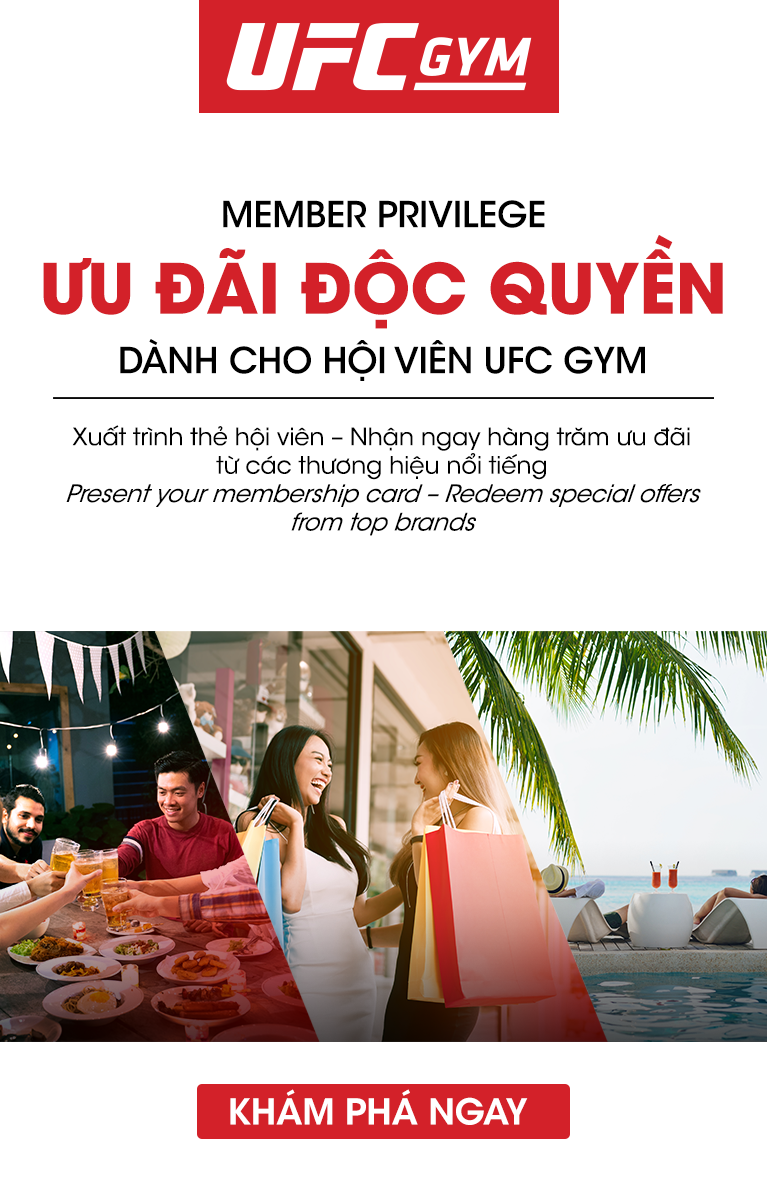 UFC GYM
MEMBER PRIVILEGE
ƯU ĐÃI ĐỘC QUYỀN
DÀNH CHO HỘI VIÊN UFC GYM
Xuất trình thẻ hội viên – Nhận ngay hàng trăm ưu đãi
từ các thương hiệu nổi tiếng
Present your membership card – Redeem special offers
from top brands
KHÁM PHÁ NGAY